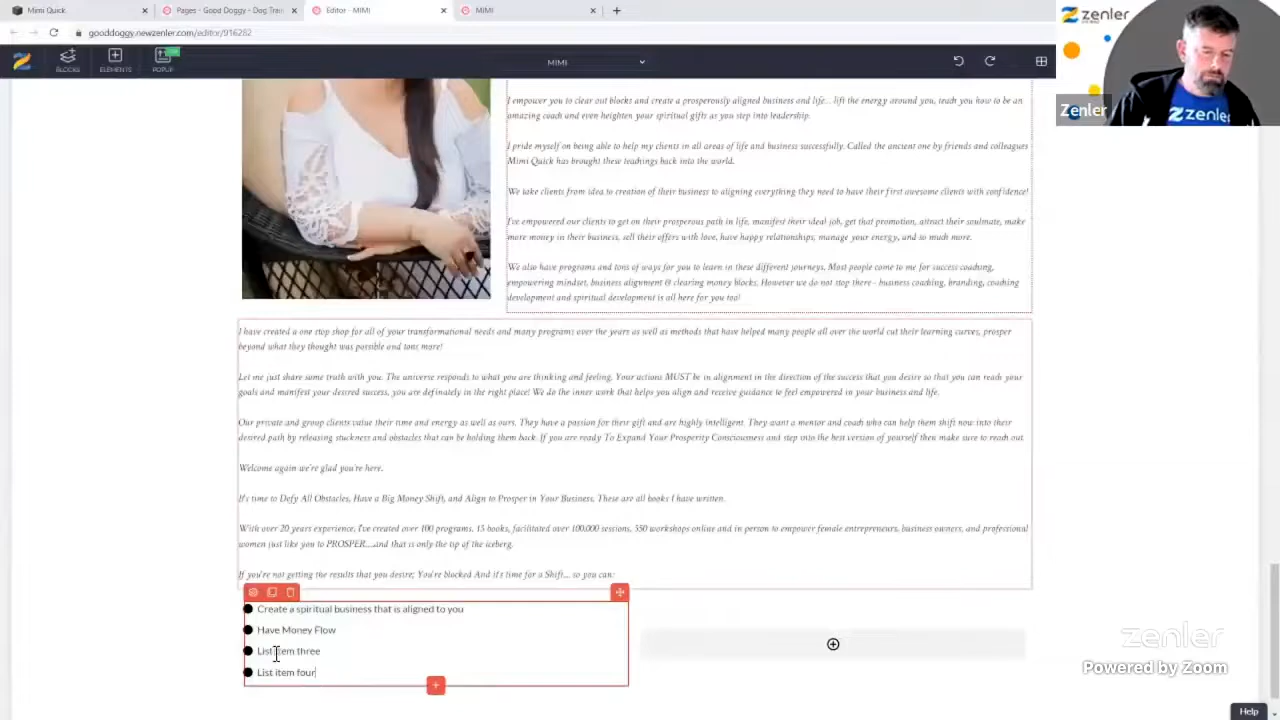 Mimi Quick
Pages - Good Doggy - Dog Train
Editor - MIMI
MIMI
gooddoggy.newzenler.com/editor/916282
BLOCKS
ELEMENTS
POPUP
MIMI
zenler
Zenler
zenler
I empower you to clear out blocks and create a prosperously aligned business and life... lift the energy around you, teach you how to be an
amazing coach and even heighten your spiritual gifts as you step into leadership.
I pride myself on being able to help my clients in all areas of life and business successfully. Called the ancient one by friends and colleagues
Mimi Quick has brought these teachings back into the world.
We take clients from idea to creation of their business to aligning everything they need to have their first awesome clients with confidence!
I've empowered our clients to get on their prosperous path in life, manifest their ideal job, get that promotion, attract their soulmate, make
more money in their business, sell their offers with love, have happy relationships, manage your energy, and so much more.
We also have programs and tons of ways for you to learn in these different journeys. Most people come to me for success coaching,
empowering mindset, business alignment & clearing money blocks. However we do not stop there - business coaching, branding, coaching
development and spiritual development is all here for you too!
I have created a one stop shop for all of your transformational needs and many programs over the years as well as methods that have helped many people all over the world cut their learning curves, prosper
beyond what they thought was possible and tons more!
Let me just share some truth with you. The universe responds to what you are thinking and feeling. Your actions MUST be in alignment in the direction of the success that you desire so that you can reach your
goals and manifest your desired success, you are definately in the right place! We do the inner work that helps you align and receive guidance to feel empowered in your business and life.
Our private and group clients value their time and energy as well as ours. They have a passion for their gift and are highly intelligent. They want a mentor and coach who can help them shift now into their
desired path by releasing stuckness and obstacles that can be holding them back. If you are ready To Expand Your Prosperity Consciousness and step into the best version of yourself then make sure to reach out.
Welcome again we're glad you're here.
It's time to Defy All Obstacles, Have a Big Money Shift, and Align to Prosper in Your Business. These are all books I have written.
With over 20 years experience, I've created over 100 programs, 15 books, facilitated over 100,000 sessions, 550 workshops online and in person to empower female entrepreneurs, business owners, and professional
women just like you to PROSPER....and that is only the tip of the iceberg.
If you're not getting the results that you desire; You're blocked And it's time for a Shift... so you can:
Create a spiritual business that is aligned to you
Have Money Flow
List item three
List item four
zenler
Powered by Zoom
Help